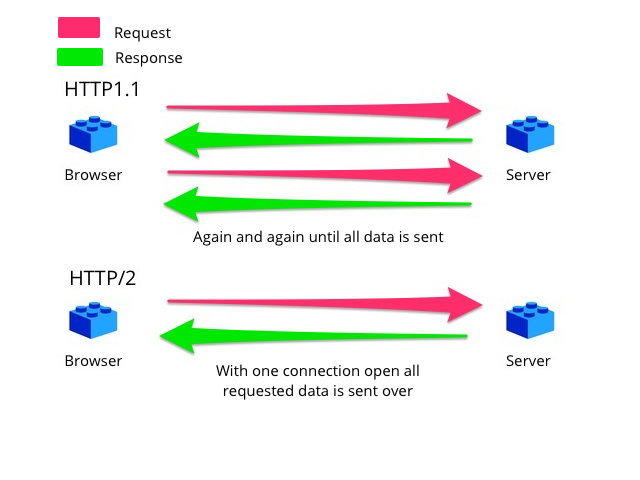 Request
Response
HTTP1.1
Browser
Server
Again and again until all data is sent
HTTP/2
Browser
Server
With one connection open all
requested data is sent over